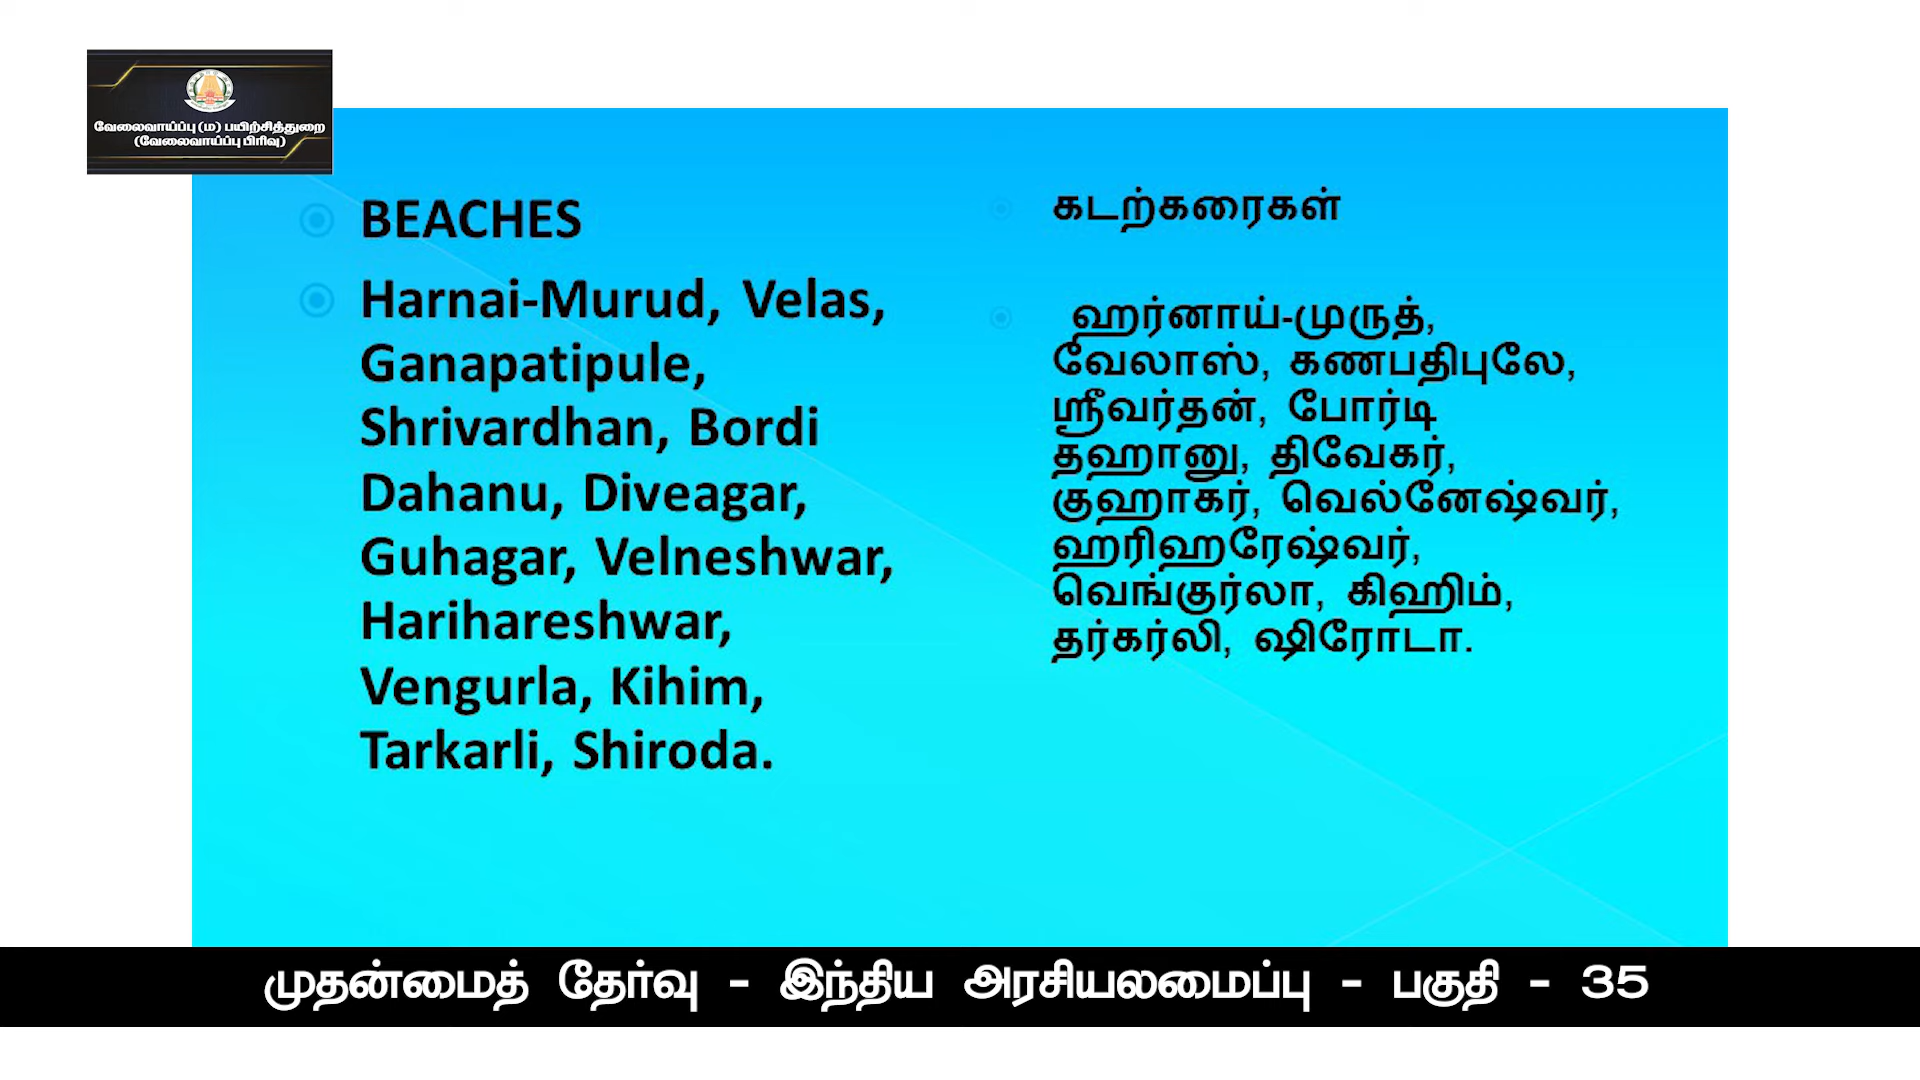 வேலைவாய்ப்பு (ம) பயிற்சித்துறை
(வேலைவாய்ப்பு பிரிவு)
BEACHES
Harnai-Murud, Velas,
Ganapatipule,
Shrivardhan, Bordi
Dahanu, Diveagar,
Guhagar, Velneshwar,
Harihareshwar,
Vengurla, Kihim,
Tarkarli, Shiroda.
கடற்கரைகள்
ஹர்னாய்-முருத்,
வேலாஸ், கணபதிபுலே,
ஸ்ரீவர்தன், போர்டி
தஹானு, திவேகர்,
குஹாகர், வெல்னேஷ்வர்,
ஹரிஹரேஷ்வர்,
வெங்குர்லா, கிஹிம்,
தர்கர்லி, ஷிரோடா.
முதன்மைத் தேர்வு - இந்திய அரசியலமைப்பு - பகுதி - 35